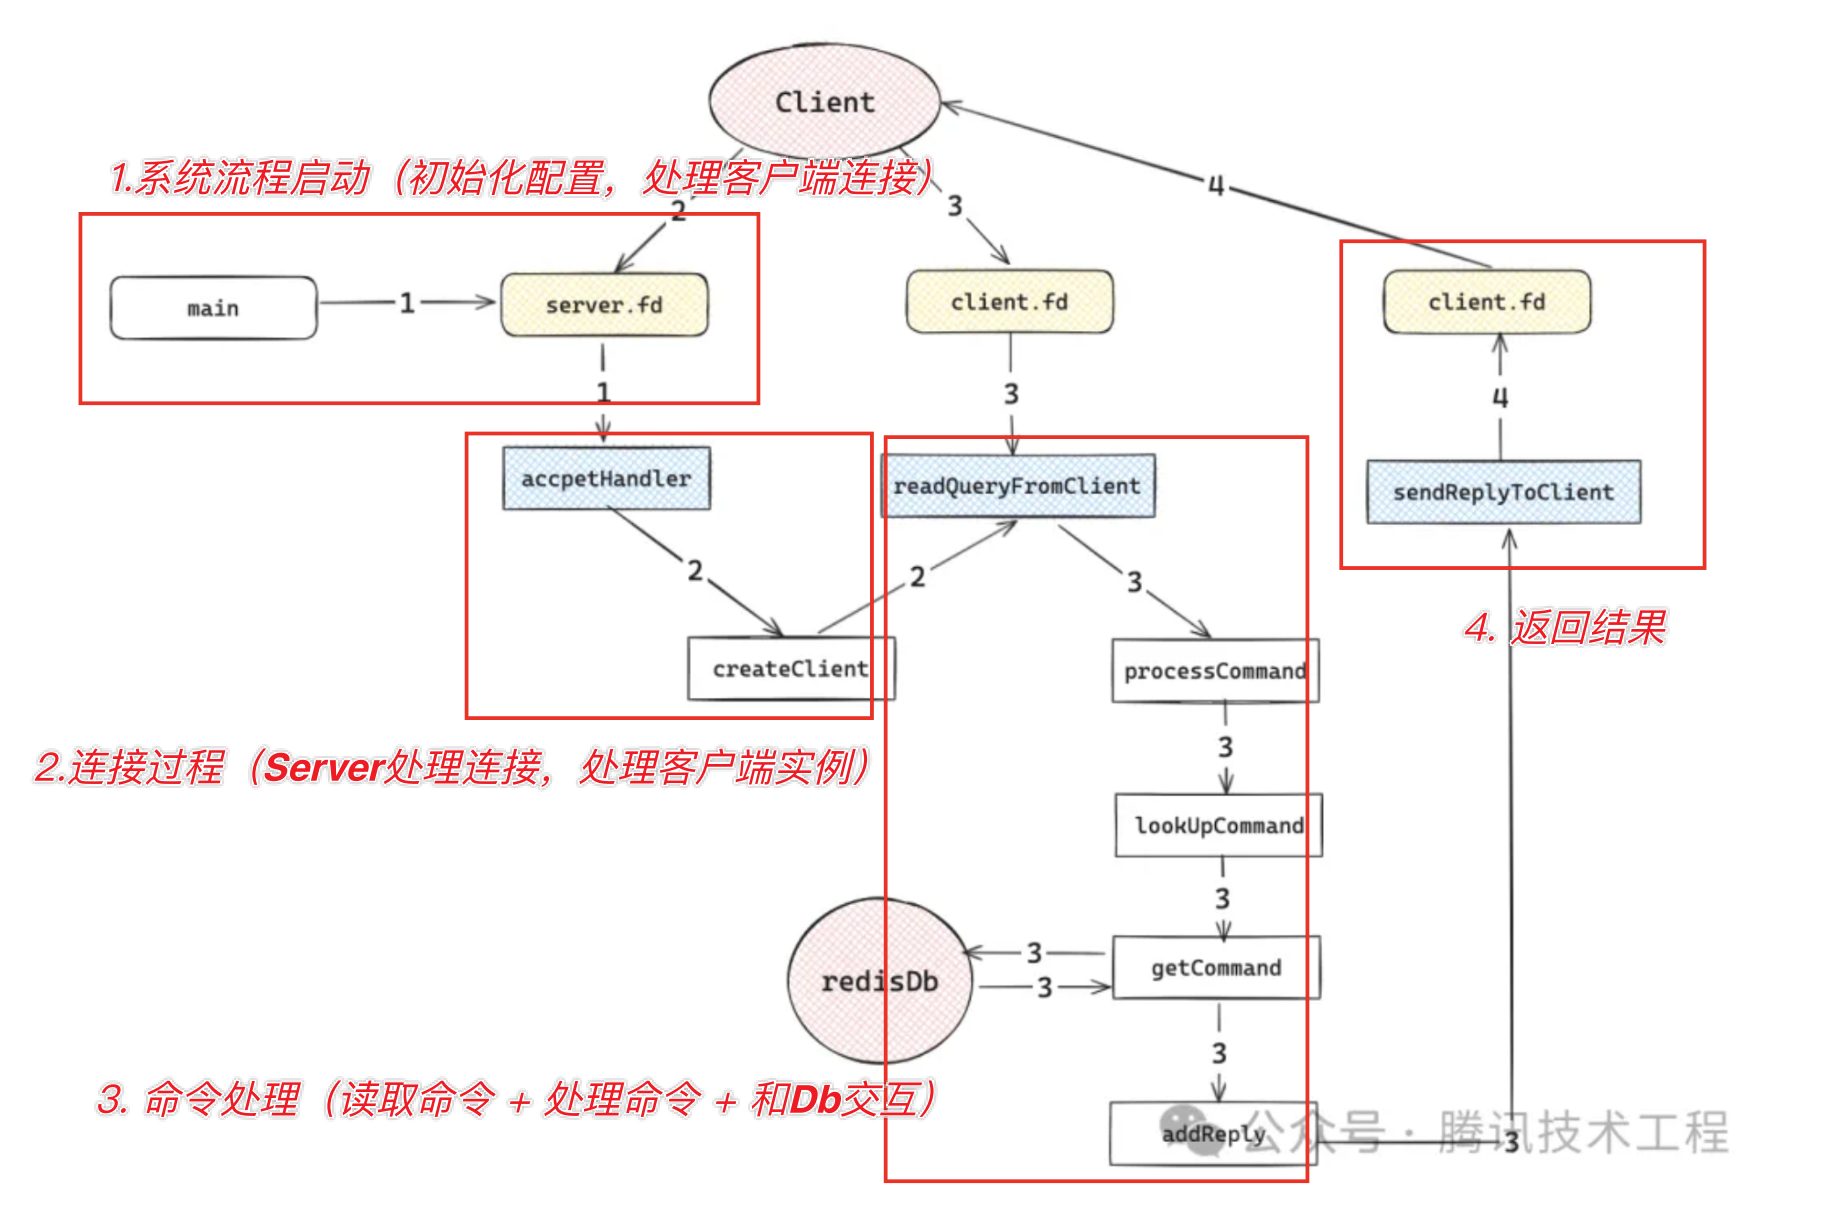 Client
1.系统流程启动（初始化配置，处理客户端连接）
2
3
4
main
1
server.fd
client.fd
client.fd
1
3
4
accpetHandler
readQueryFromClient
sendReplyToClient
2
2
3
createClient
processCommand
4. 返回结果
3
2.连接过程（Server处理连接，处理客户端实例）
lookUpCommand
3
redisDb
3
3
getCommand
3
3. 命令处理（读取命令 + 处理命令 + 和Db交互）
addReply
3
公众号 · 腾讯技术工程